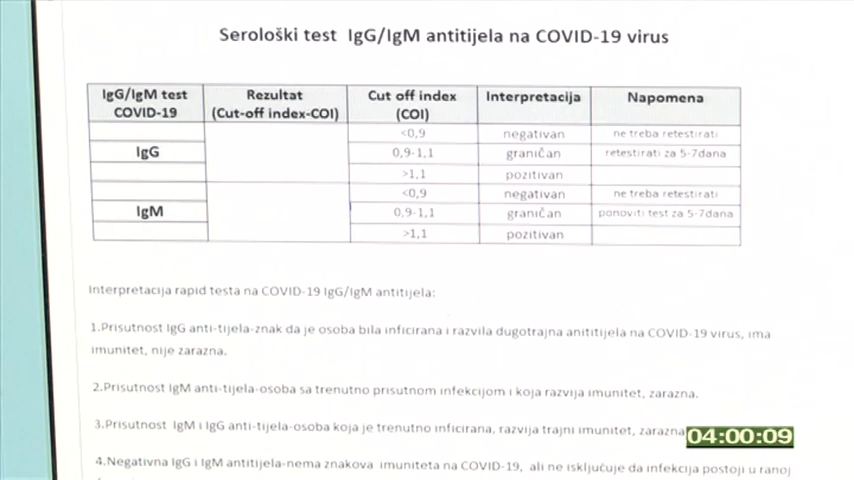 Serološki test IgG/IgM antitijela na COVID-19 virus
IgG/IgM test COVID-19 Rezultat (Cut-off index-COI) Cut off index (COI) Interpretacija Napomena
<0,9 negativan ne treba retestirati
IgG 0,9-1,1 graničan retestirati za 5-7dana
>1,1 pozitivan
<0,9 negativan ne treba retestirati
IgM 0,9-1,1 graničan ponoviti test za 5-7dana
>1,1 pozitivan
Interpretacija rapid testa na COVID-19 IgG/IgM antitijela:
1.Prisutnost IgG anti-tijela-znak da je osoba bila inficirana i razvila dugotrajna anititijela na COVID-19 virus, ima
imunitet, nije zarazna.
2.Prisutnost IgM anti-tijela-osoba sa trenutno prisutnom infekcijom i koja razvija imunitet, zarazna.
3.Prisutnost IgM i IgG anti-tijela-osoba koja je trenutno inficirana, razvija trajni imunitet, zarazna
04:00:09
4.Negativna IgG i IgM antitijela-nema znakova imuniteta na COVID-19, ali ne isključuje da infekcija postoji u ranoj